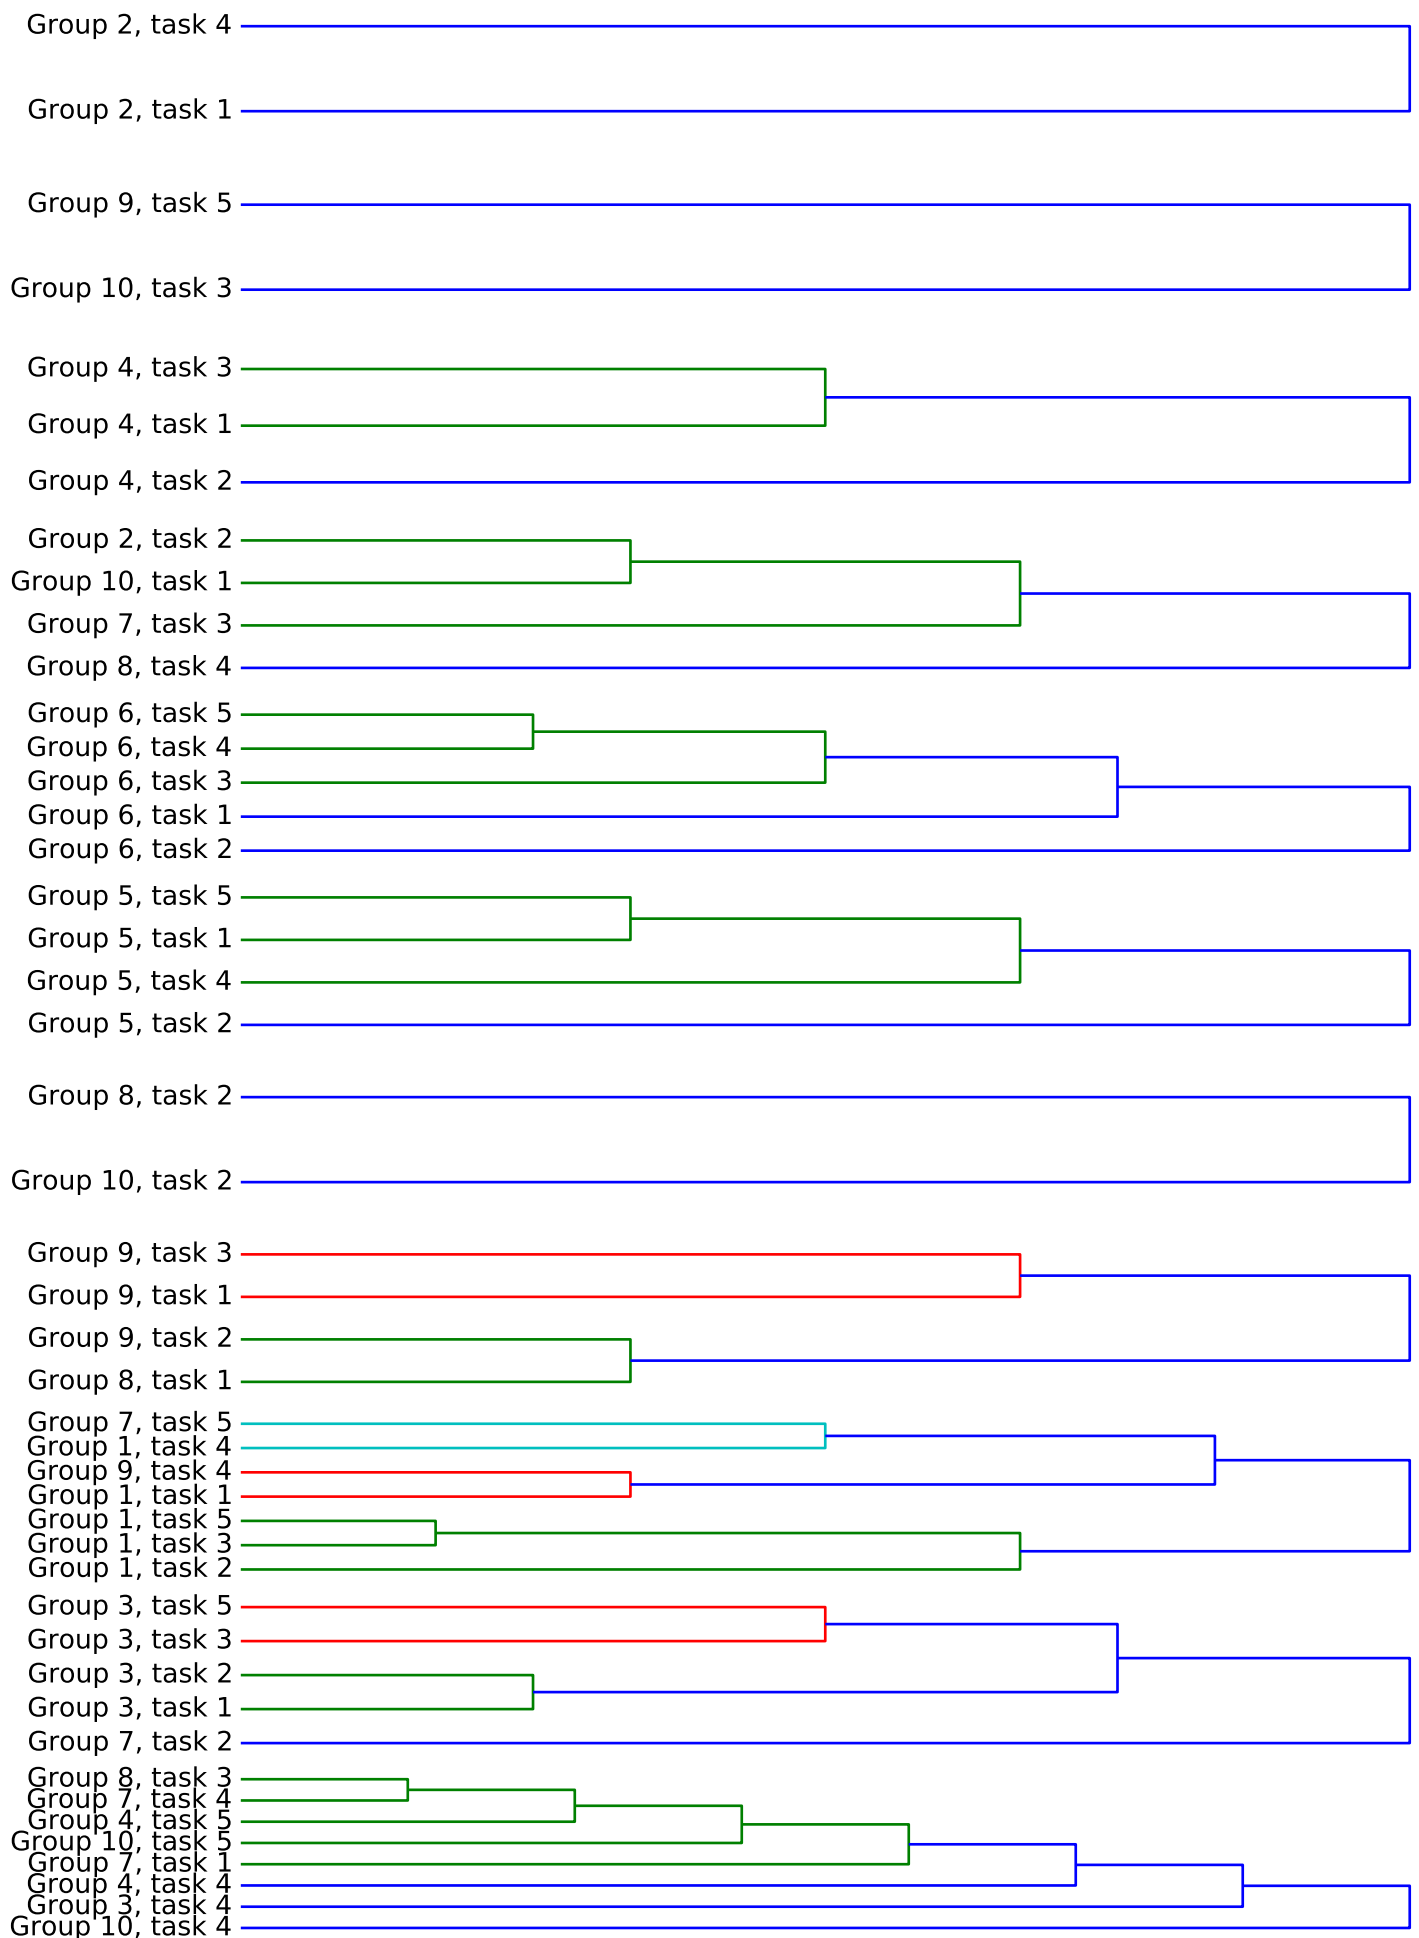 Group 2, task 4
Group 2, task 1
Group 9, task 5
Group 10, task 3
Group 4, task 3
Group 4, task 1
Group 4, task 2
Group 2, task 2
Group 10, task 1
Group 7, task 3
Group 8, task 4
Group 6, task 5
Group 6, task 4
Group 6, task 3
Group 6, task 1
Group 6, task 2
Group 5, task 5
Group 5, task 1
Group 5, task 4
Group 5, task 2
Group 8, task 2
Group 10, task 2
Group 9, task 3
Group 9, task 1
Group 9, task 2
Group 8, task 1
Group 7, task 5
Group 1, task 4
Group 9, task 4
Group 1, task 1
Group 1, task 5
Group 1, task 3
Group 1, task 2
Group 3, task 5
Group 3, task 3
Group 3, task 2
Group 3, task 1
Group 7, task 2
Group 8, task 3
Group 7, task 4
Group 4, task 5
Group 10, task 5
Group 7, task 1
Group 4, task 4
Group 3, task 4
Group 10, task 4